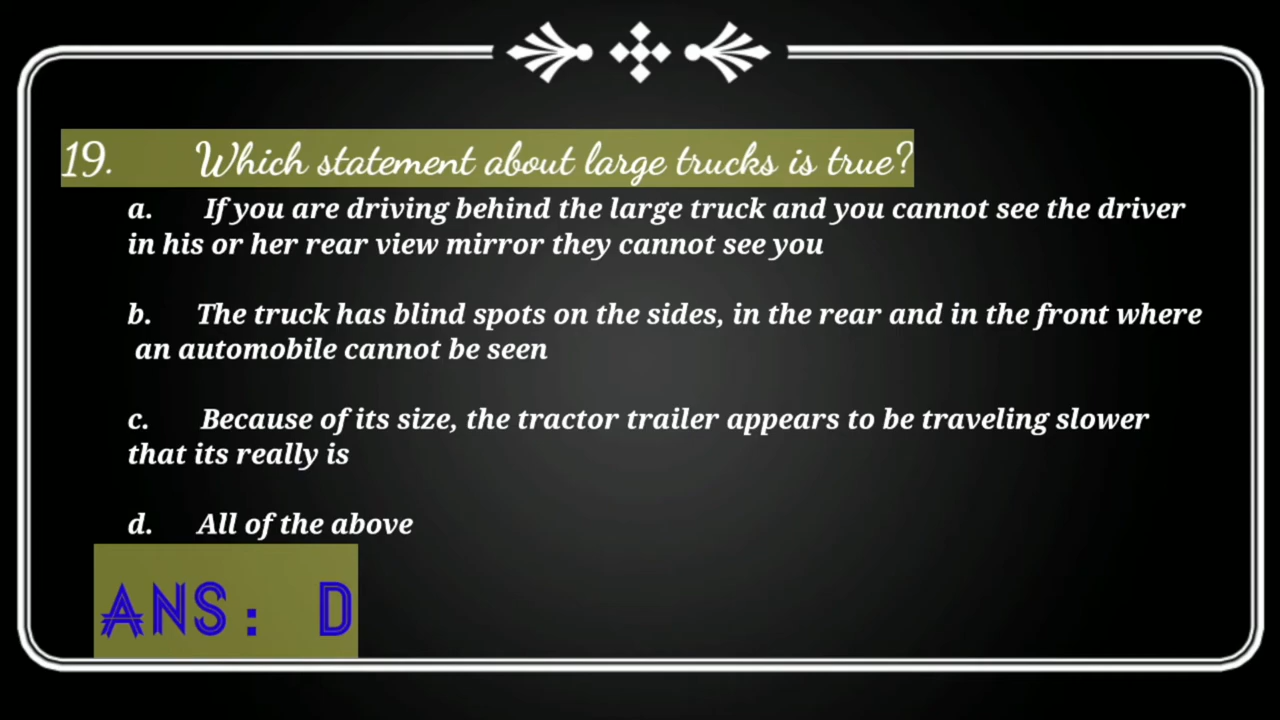 19. Which statement about large trucks is true?
a. If you are driving behind the large truck and you cannot see the driver
in his or her rear view mirror they cannot see you
b. The truck has blind spots on the sides, in the rear and in the front where
an automobile cannot be seen
c. Because of its size, the tractor trailer appears to be traveling slower
that its really is
d. All of the above
ANS: D